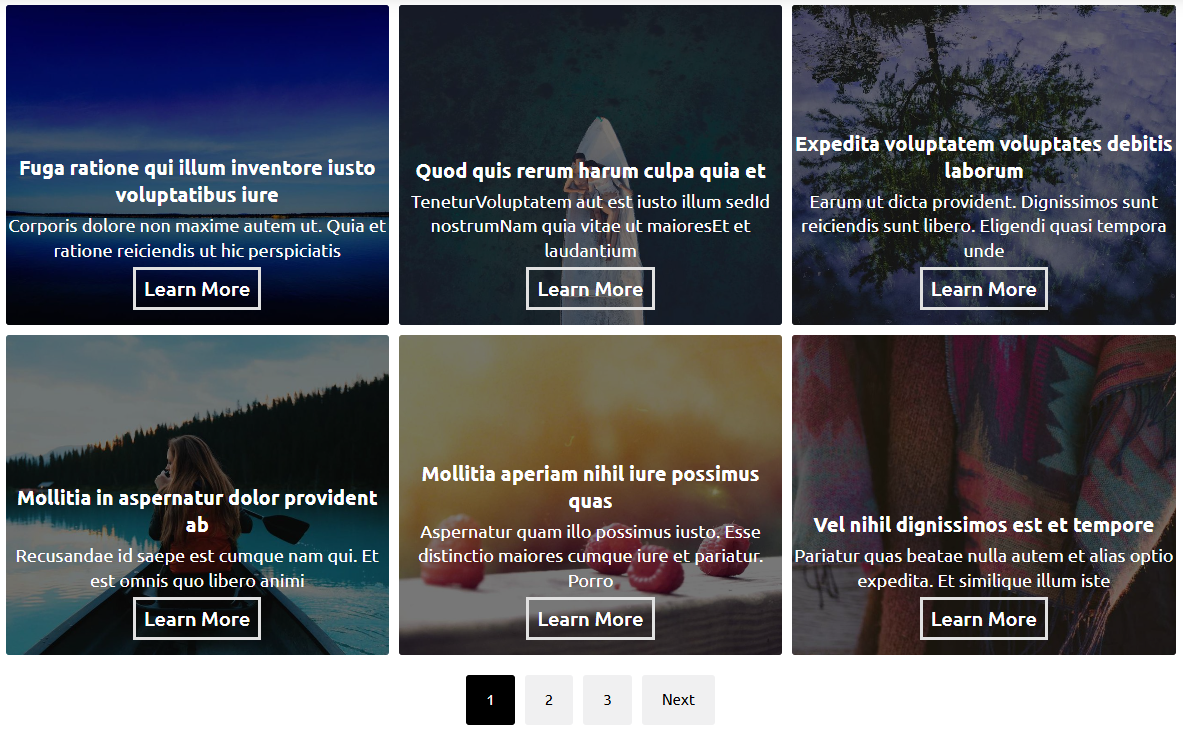 Fuga ratione qui illum inventore iusto
voluptatibus iure
Corporis dolore non maxime autem ut. Quia et
ratione reiciendis ut hic perspiciatis
Learn More
Quod quis rerum harum culpa quia et
TeneturVoluptatem aut est iusto illum sedId
nostrumNam quia vitae ut maioresEt et
laudantium
Learn More
Expedita voluptatem voluptates debitis
laborum
Earum ut dicta provident. Dignissimos sunt
reiciendis sunt libero. Eligendi quasi tempora
unde
Learn More
Mollitia in aspernatur dolor provident
ab
Recusandae id saepe est cumque nam qui. Et
est omnis quo libero animi
Learn More
Mollitia aperiam nihil iure possimus
quas
Aspernatur quam illo possimus iusto. Esse
distinctio maiores cumque iure et pariatur.
Porro
Learn More
Vel nihil dignissimos est et tempore
Pariatur quas beatae nulla autem et alias optio
expedita. Et similique illum iste
Learn More
1 2 3 Next